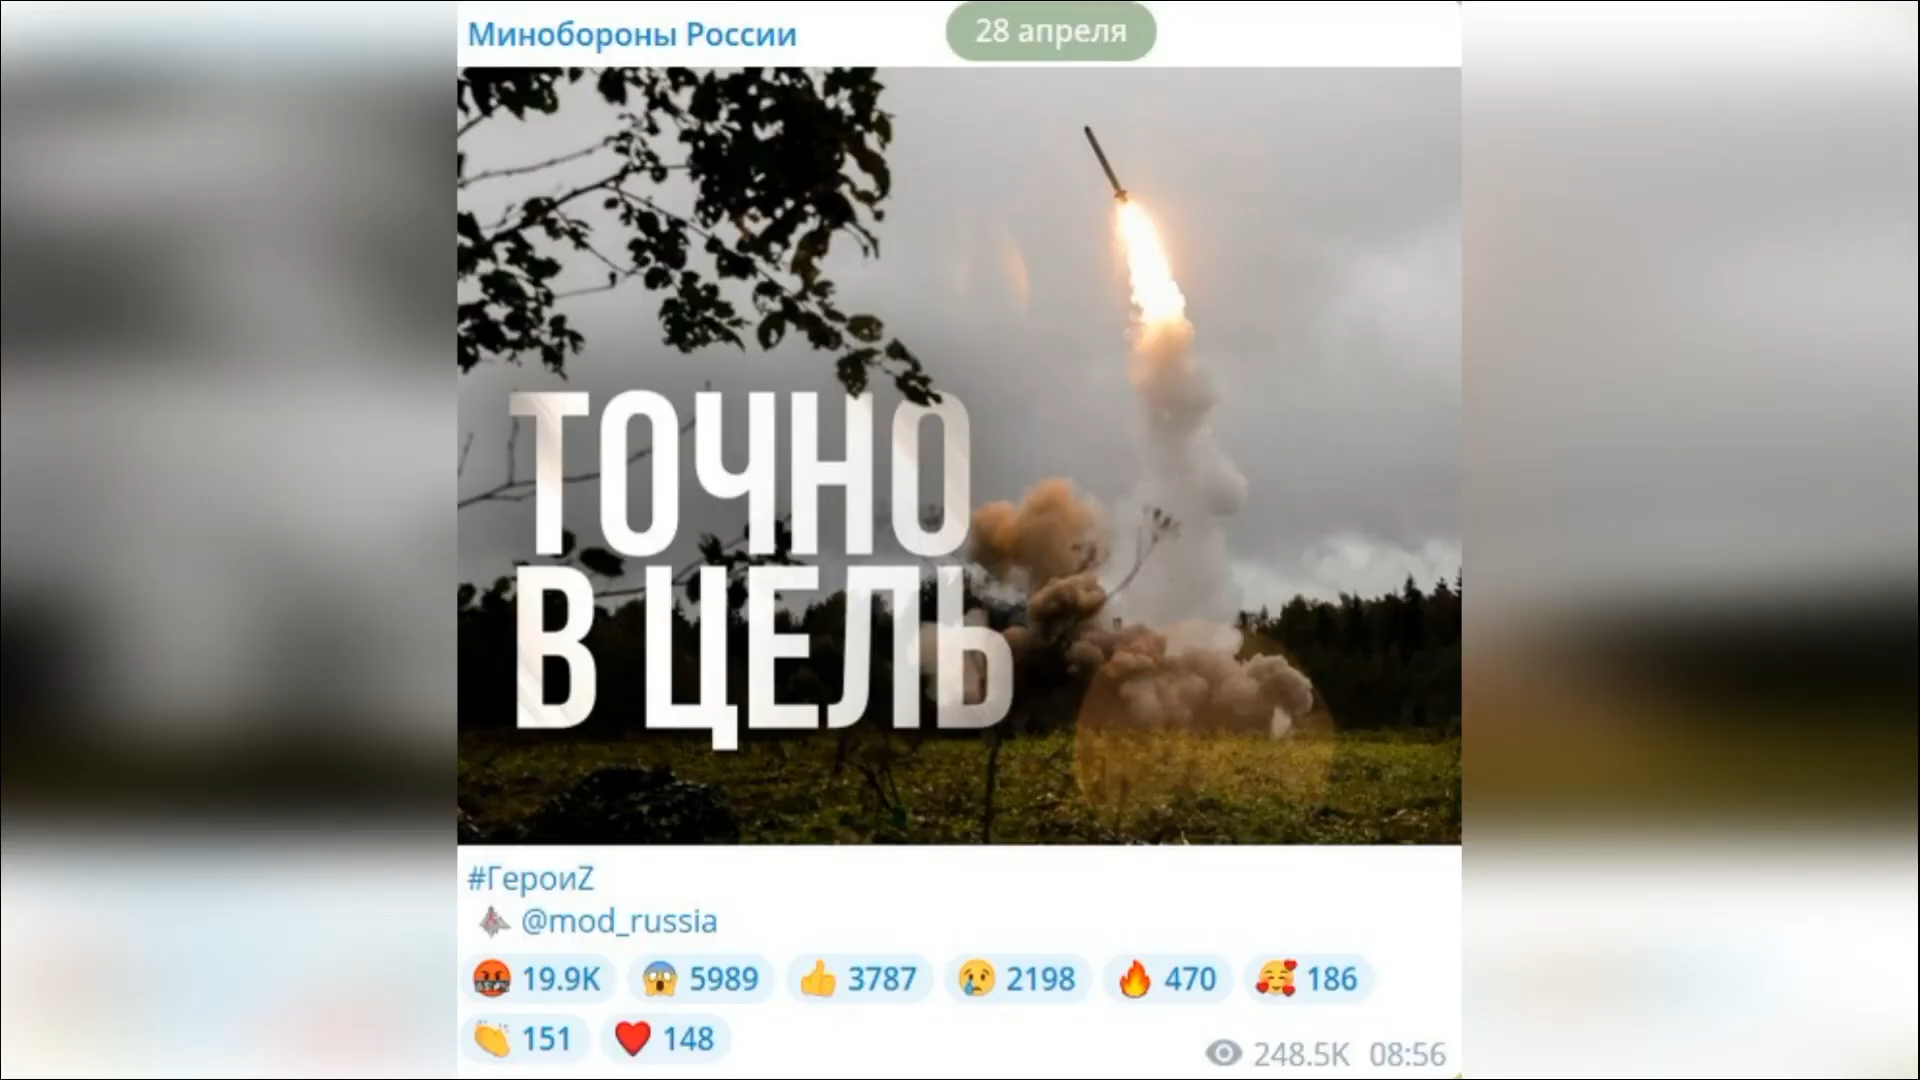 Минобороны России
28 апреля
ТОЧНО
В ЦЕЛЬ
#ГероиZ
@mod_russia
19.9K 5989 3787 2198 470 186
151 148
248.5K 08:56